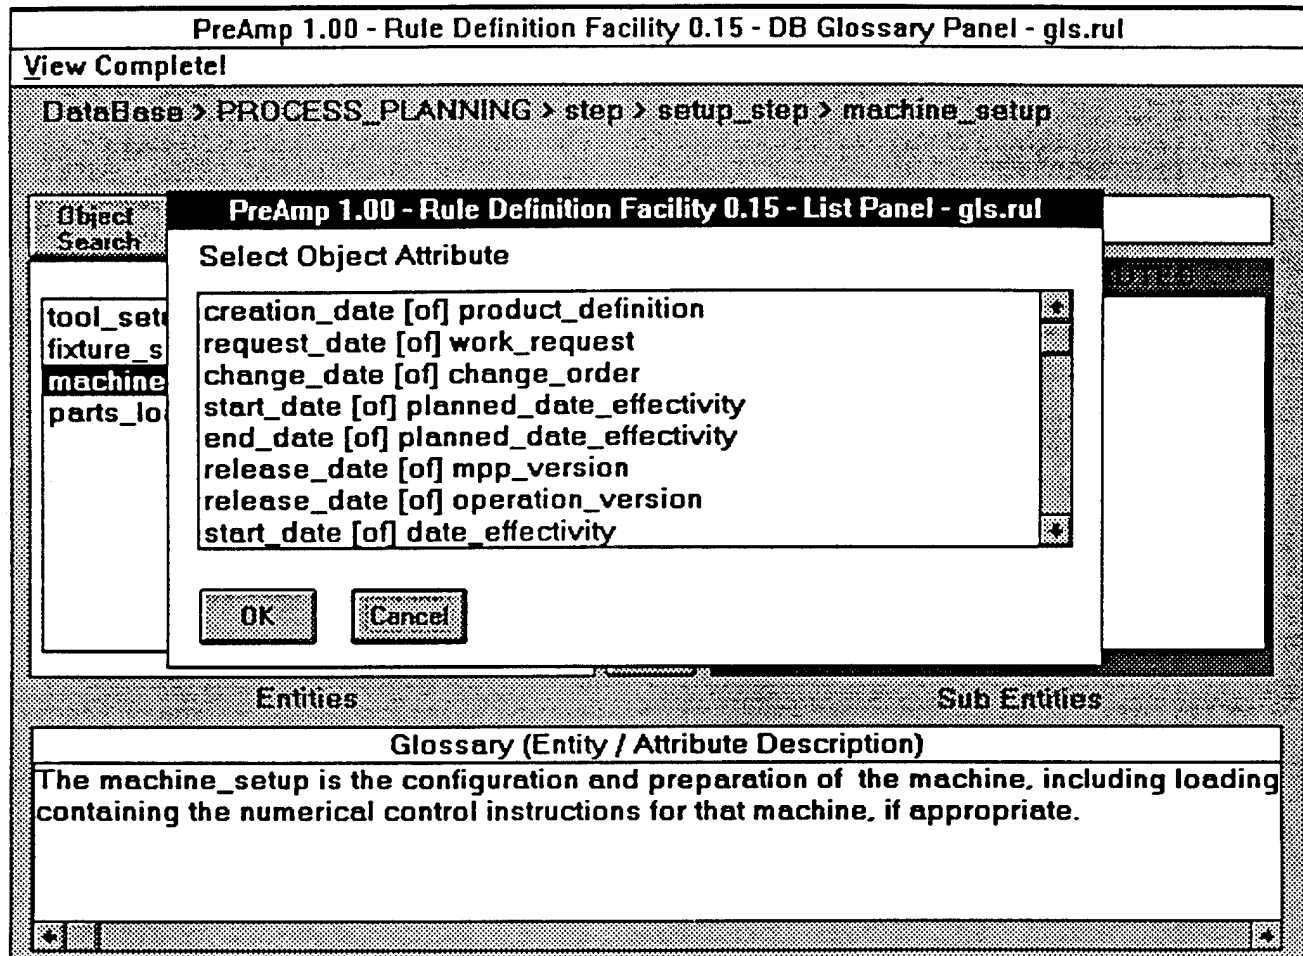 PreAmp 1.00 - Rule Definition Facility 0.15 - DB Glossary Panel - gls.rul
View Complete!
DataBase > PROCESS_PLANNING > step > setup_step > machine_setup
Object
Search
PreAmp 1.00 - Rule Definition Facility 0.15 - List Panel - gls.rul
Select Object Attribute
creation_date [of] product_definition
request_date [of] work_request
change_date [of] change_order
start_date [of] planned_date_effectivity
end_date [of] planned_date_effectivity
release_date [of] mpp_version
release_date [of] operation_version
start_date [of] date_effectivity
OK
Cancel
tool_set
fixture_s
machine
parts_lo
Entities
Sub Entities
Glossary (Entity / Attribute Description)
The machine_setup is the configuration and preparation of the machine, including loading
containing the numerical control instructions for that machine, if appropriate.